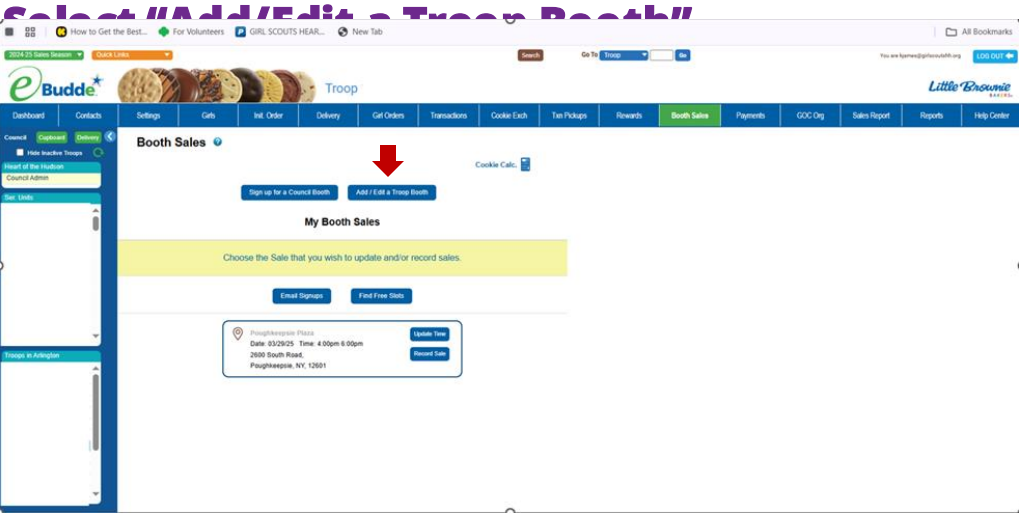 Select “Add/Edit a Troop Booth”
How to Get the Best... For Volunteers GIRL SCOUTS HEAR... New Tab All Bookmarks
2024-25 Sales Season Quick Links Search Go To Troop Go LOG OUT
eBudde Troop Little Brownie BAKERS
Dashboard Contacts Settings Girls Init. Order Delivery Girl Orders Transactions Cookie Exch Txn Pickups Rewards Booth Sales Payments GOC Org Sales Report Reports Help Center
Council Cupboard Delivery
Hide Inactive Troops
Heart of the Hudson
Council Admin
Ser. Units
Troops in Arlington
Booth Sales
Cookie Calc.
Sign up for a Council Booth Add / Edit a Troop Booth
My Booth Sales
Choose the Sale that you wish to update and/or record sales.
Email Signups Find Free Slots
Poughkeepsie Plaza Update Time
Date: 03/29/25 Time: 4:00pm 6:00pm
2600 South Road, Record Sale
Poughkeepsie, NY, 12601